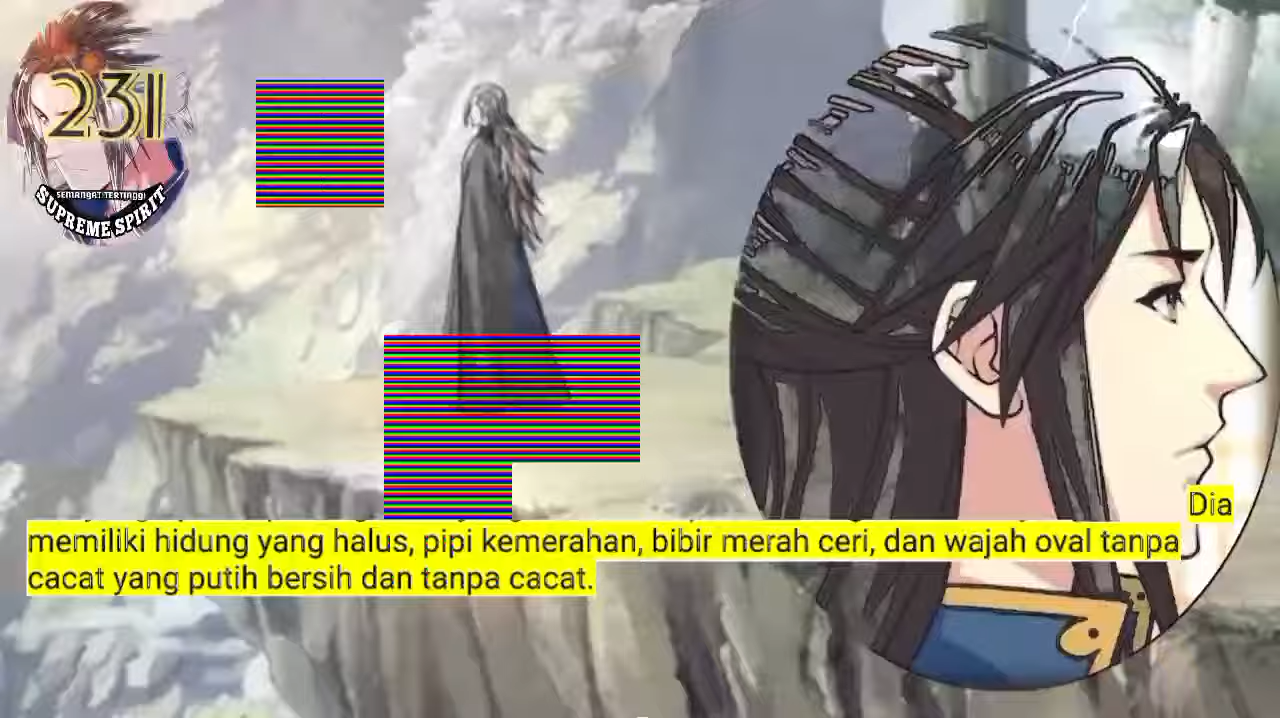 231
SEMANGAT TERTINGGI
SUPREME SPIRIT
Dia
memiliki hidung yang halus, pipi kemerahan, bibir merah ceri, dan wajah oval tanpa
cacat yang putih bersih dan tanpa cacat.